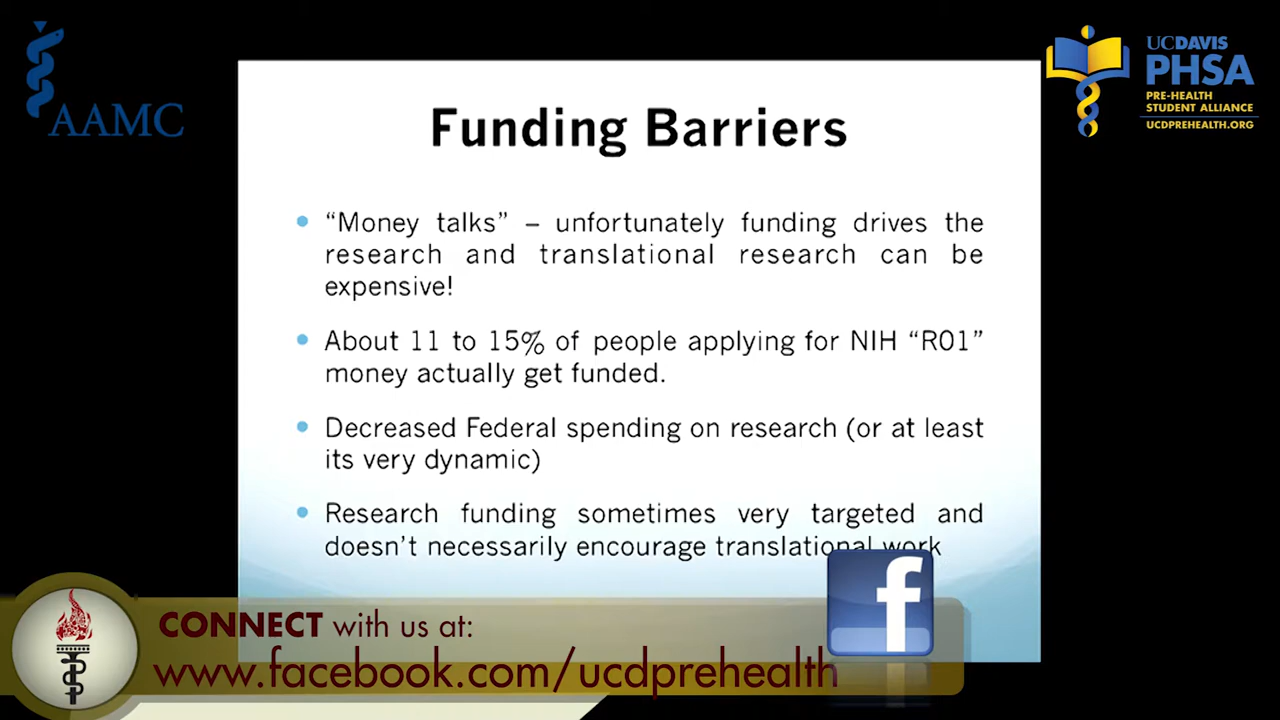 AAMC
UCDAVIS
PHSA
PRE-HEALTH
STUDENT ALLIANCE
UCDPREHEALTH.ORG
Funding Barriers
• “Money talks” – unfortunately funding drives the
research and translational research can be
expensive!
• About 11 to 15% of people applying for NIH “R01”
money actually get funded.
• Decreased Federal spending on research (or at least
its very dynamic)
• Research funding sometimes very targeted and
doesn’t necessarily encourage translational work
f
CONNECT with us at:
www.facebook.com/ucdprehealth